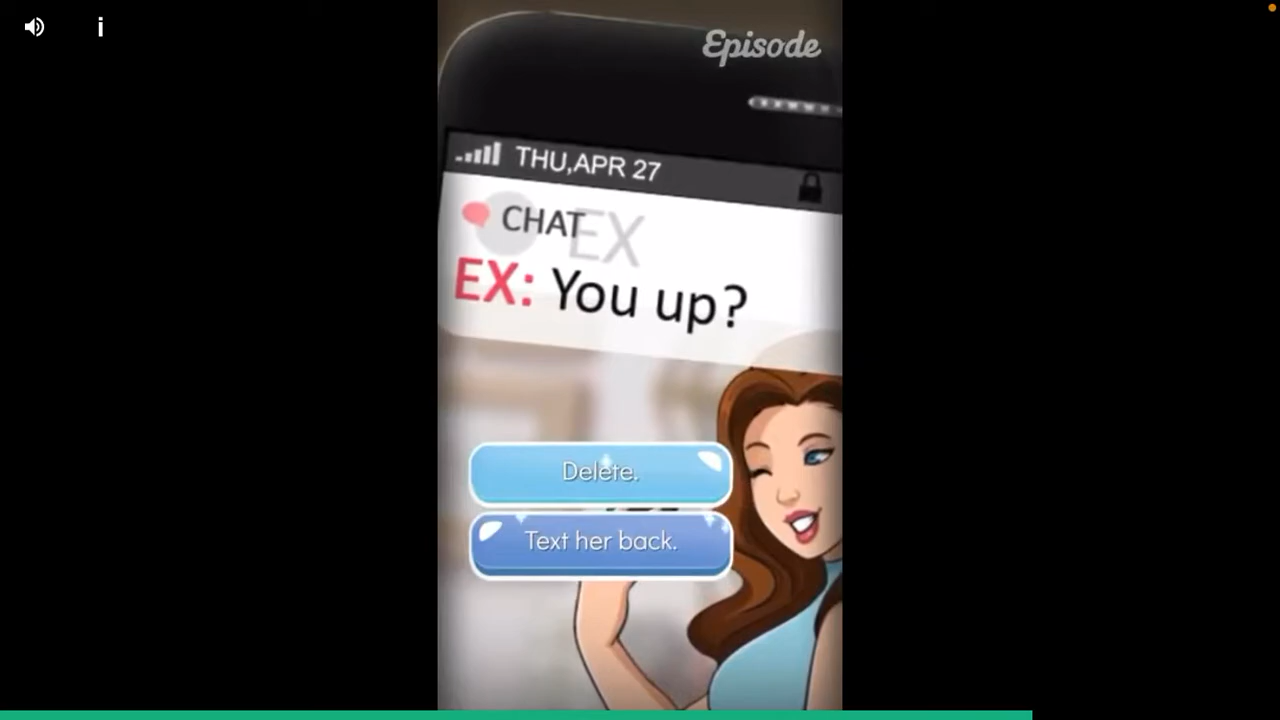 Episode
THU,APR 27
CHAT
EX
EX: You up?
Delete.
Text her back.